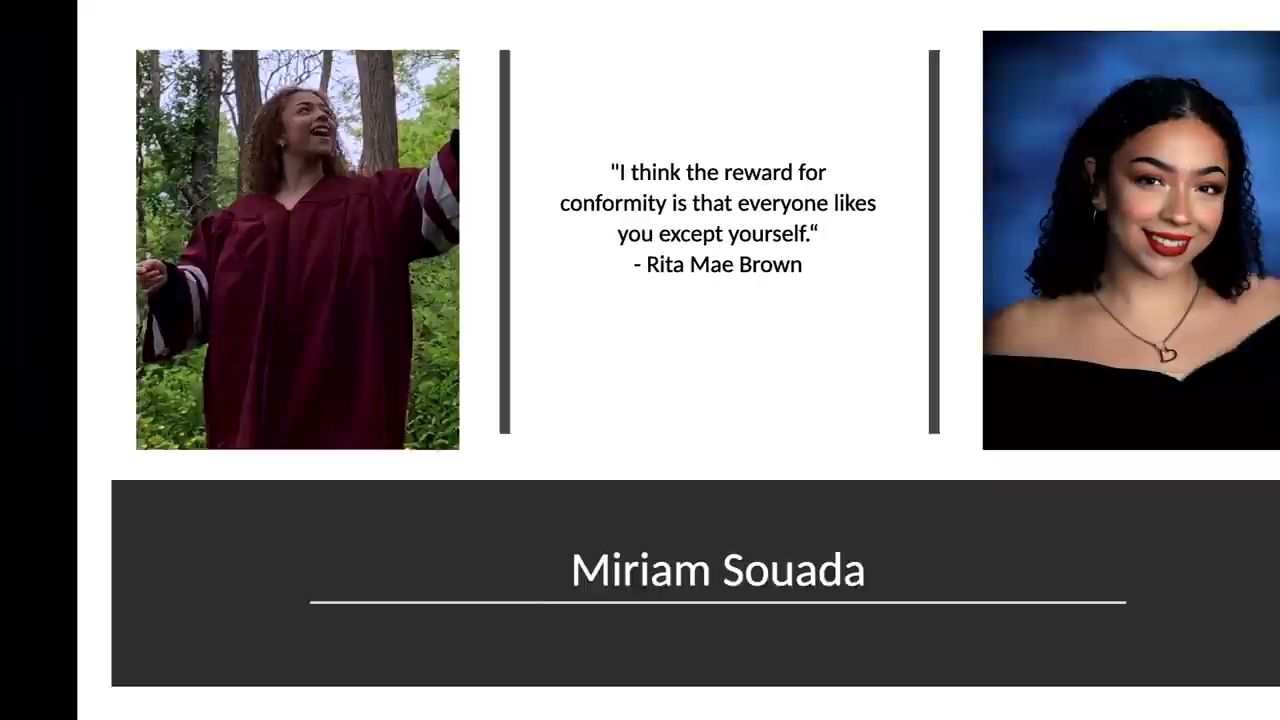 "I think the reward for
conformity is that everyone likes
you except yourself.“
- Rita Mae Brown
Miriam Souada